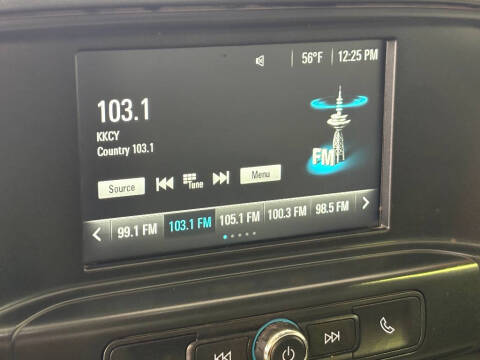 56°F 12:25 PM
103.1
KKCY
Country 103.1
FM
Source Tune Menu
99.1 FM 103.1 FM 105.1 FM 100.3 FM 98.5 FM